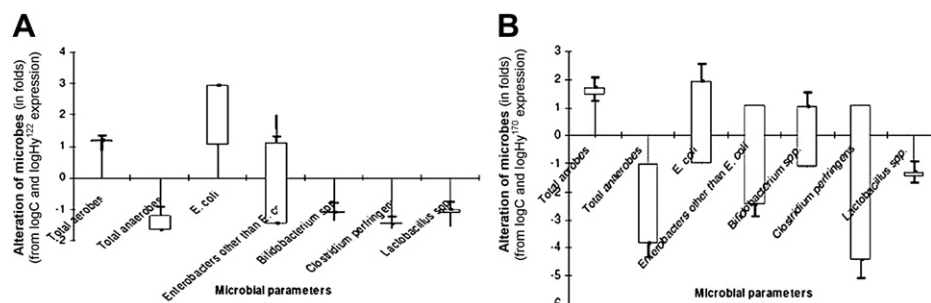 A
Alteration of microbes (in folds)
(from logC and logHy122 expression)
4
3
2
1
0
-1
-2
Total aerobes
Total anaerobes
E. coli
Enterobacters other than E. co
Bifidobacterium spp.
Clostridium perfringen
Lactobacillus spp.
Microbial parameters
B
Alteration of microbes (in folds)
(from logC and logHy170 expression)
3
2
1
0
-1
-2
-3
-4
-5
Total aerobes
Total anaerobes
E. coli
Enterobacters other than E. coli
Bifidobacterium spp.
Clostridium perfringens
Lactobacillus spp.
Microbial parameters